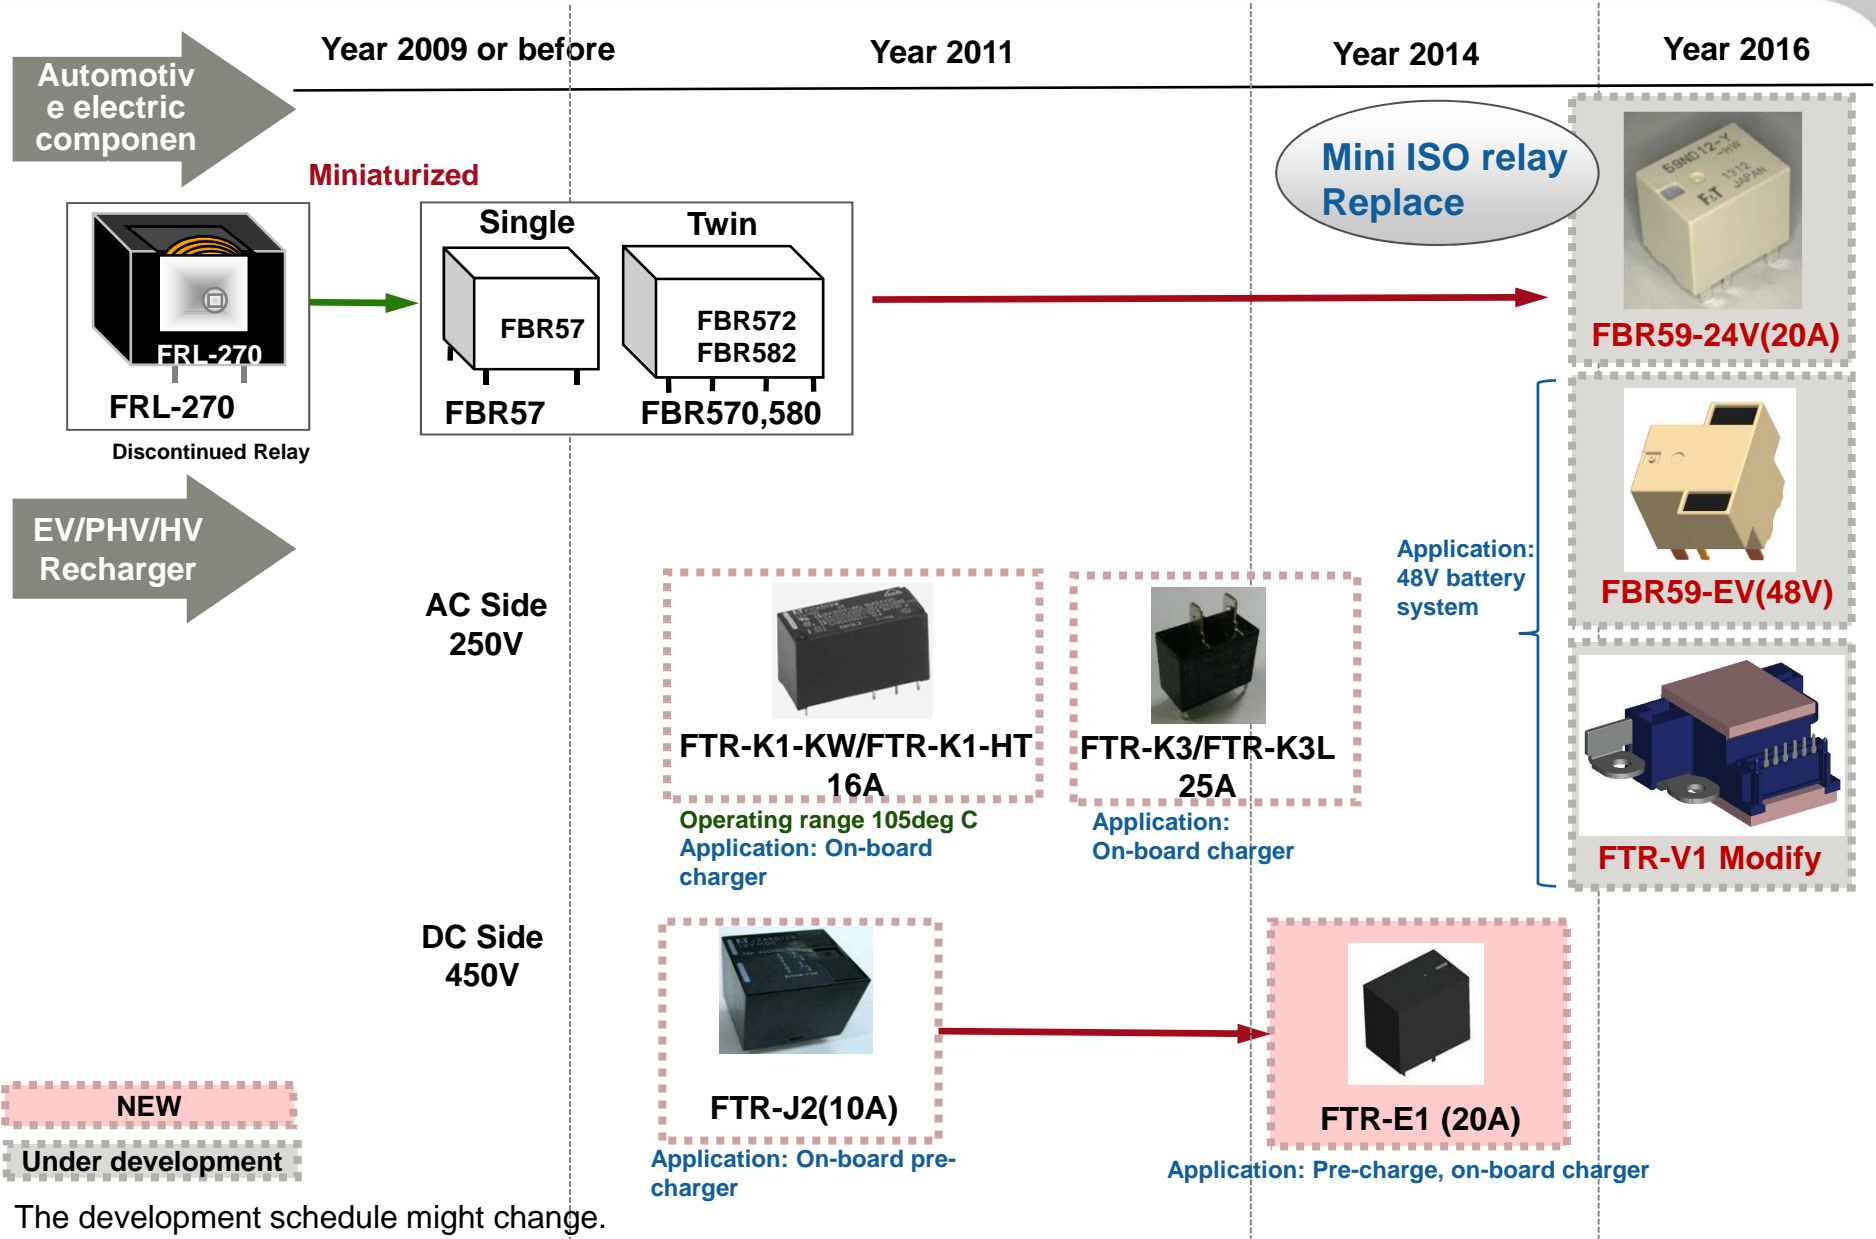 Year 2009 or before
Year 2011
Year 2014
Year 2016
Automotiv
e electric
componen
Miniaturized
Mini ISO relay
Replace
59ND12-Y
-HW
1312
F&T
JAPAN
FBR59-24V(20A)
FRL-270
FRL-270
Discontinued Relay
Single
Twin
FBR57
FBR572
FBR582
FBR57
FBR570,580
EV/PHV/HV
Recharger
Application:
48V battery
system
FBR59-EV(48V)
AC Side
250V
FTR-K1-KW/FTR-K1-HT
16A
Operating range 105deg C
Application: On-board
charger
FTR-K3/FTR-K3L
25A
Application:
On-board charger
FTR-V1 Modify
DC Side
450V
FTR-J2(10A)
Application: On-board pre-
charger
FTR-E1 (20A)
Application: Pre-charge, on-board charger
NEW
Under development
The development schedule might change.